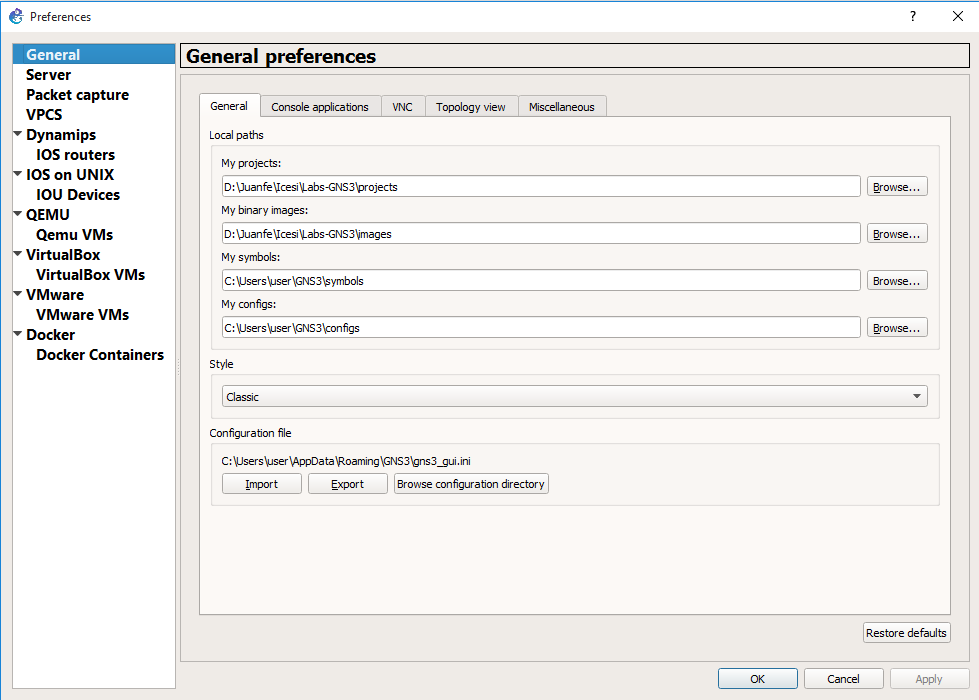 Preferences
?
General
Server
Packet capture
VPCS
Dynamips
IOS routers
IOS on UNIX
IOU Devices
QEMU
Qemu VMs
VirtualBox
VirtualBox VMs
VMware
VMware VMs
Docker
Docker Containers
General preferences
General Console applications VNC Topology view Miscellaneous
Local paths
My projects:
D:\Juanfe\Icesi\Labs-GNS3\projects Browse...
My binary images:
D:\Juanfe\Icesi\Labs-GNS3\images Browse...
My symbols:
C:\Users\user\GNS3\symbols Browse...
My configs:
C:\Users\user\GNS3\configs Browse...
Style
Classic
Configuration file
C:\Users\user\AppData\Roaming\GNS3\gns3_gui.ini
Import Export Browse configuration directory
Restore defaults
OK Cancel Apply